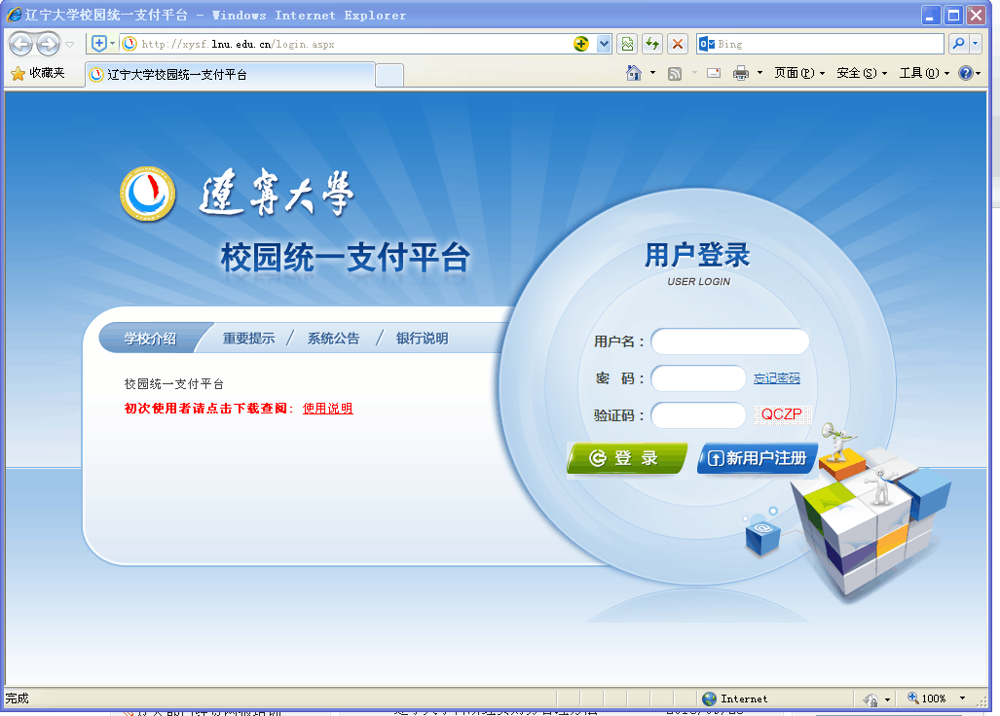 辽宁大学校园统一支付平台 - Windows Internet Explorer
http://xysf.lnu.edu.cn/login.aspx
Bing
收藏夹
辽宁大学校园统一支付平台
页面(P)
安全(S)
工具(O)
遼寧大學
校园统一支付平台
用户登录
USER LOGIN
学校介绍
重要提示
系统公告
银行说明
校园统一支付平台
初次使用者请点击下载查阅: 使用说明
用户名：
密 码： 忘记密码
验证码： QCZP
登 录
新用户注册
@
完成
Internet
100%